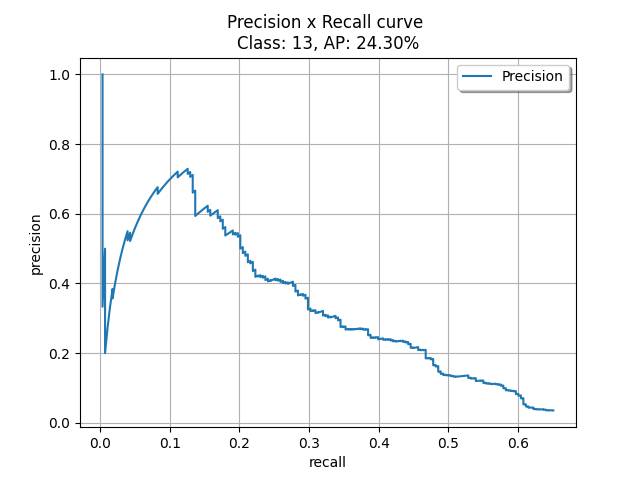 Precision x Recall curve
Class: 13, AP: 24.30%
Precision
1.0
0.8
0.6
0.4
0.2
0.0
precision
0.0 0.1 0.2 0.3 0.4 0.5 0.6
recall